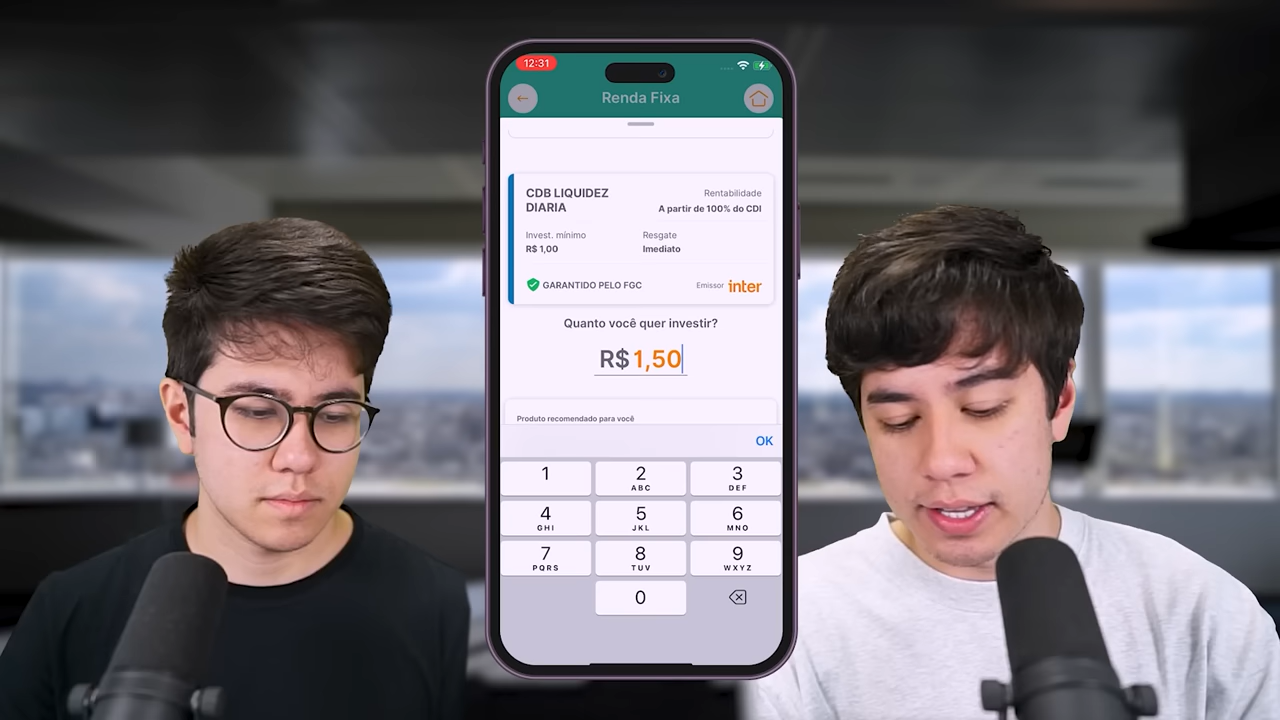 12:31
Renda Fixa
CDB LIQUIDEZ
DIARIA
Rentabilidade
A partir de 100% do CDI
Invest. mínimo
R$ 1,00
Resgate
Imediato
GARANTIDO PELO FGC
Emissor inter
Quanto você quer investir?
R$ 1,50
Produto recomendado para você
OK
1
2
ABC
3
DEF
4
GHI
5
JKL
6
MNO
7
PQRS
8
TUV
9
WXYZ
0